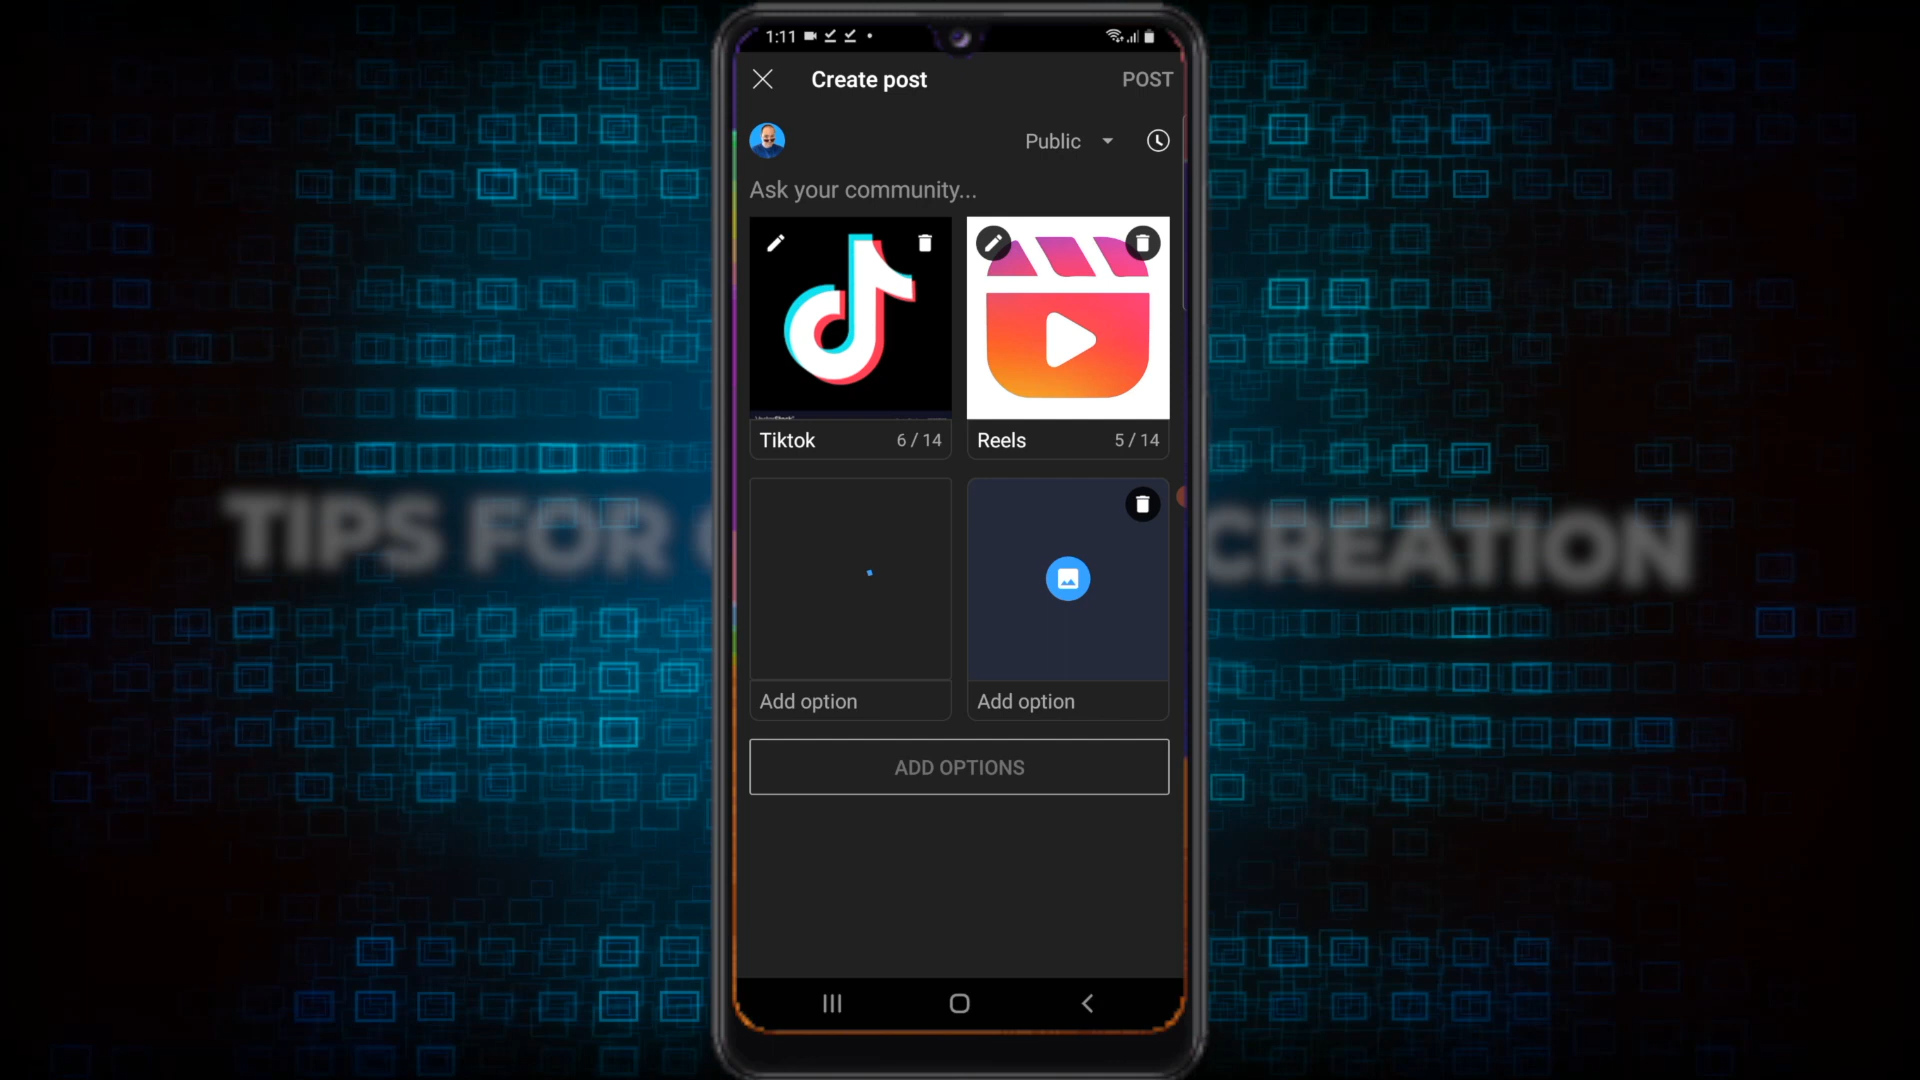 1:11
Create post
POST
Public
Ask your community...
Tiktok 6 / 14
Reels 5 / 14
TIPS FOR
CREATION
Add option
Add option
ADD OPTIONS